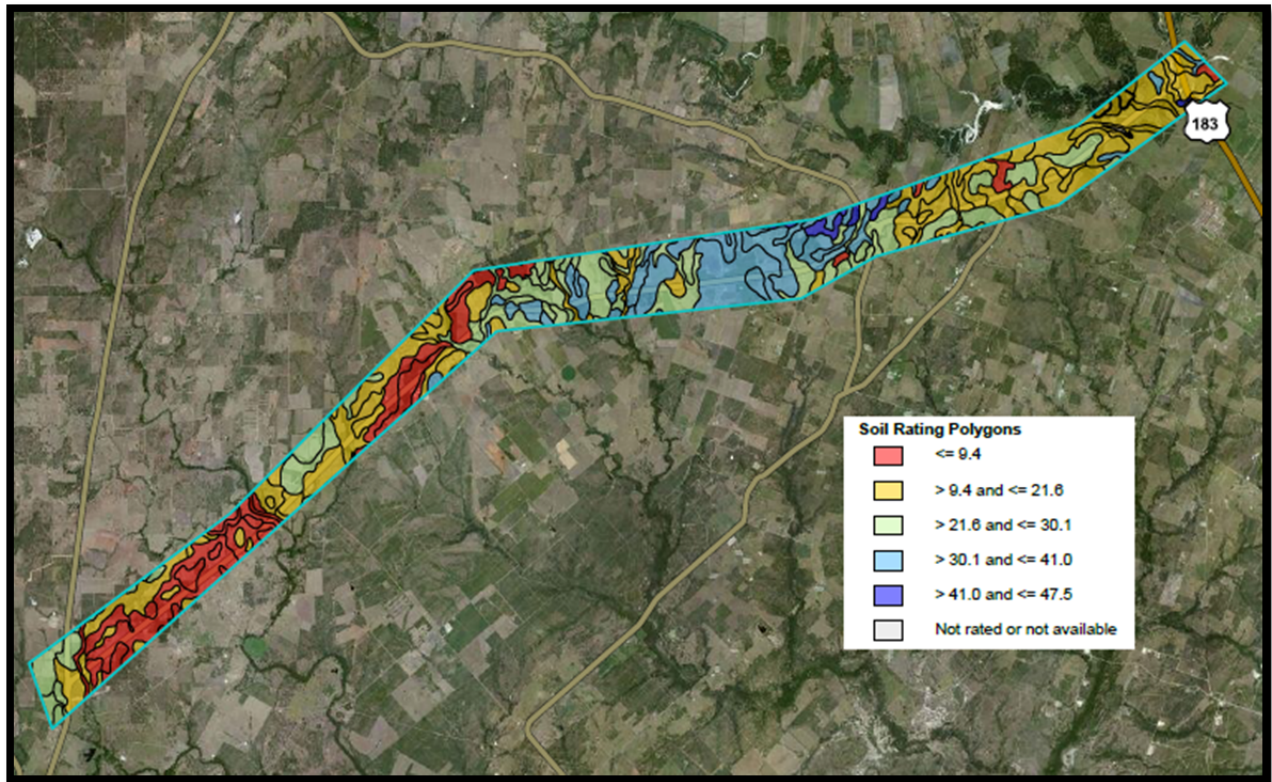 183
Soil Rating Polygons
<= 9.4
> 9.4 and <= 21.6
> 21.6 and <= 30.1
> 30.1 and <= 41.0
> 41.0 and <= 47.5
Not rated or not available